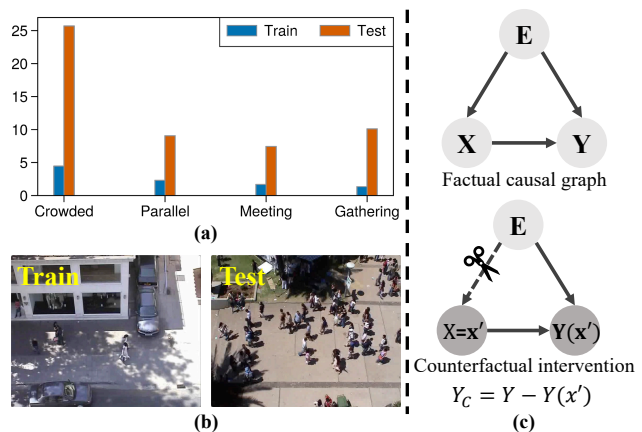 Train Test
25
20
15
10
5
0
Crowded Parallel Meeting Gathering
(a)
Train
Test
(b)
E
X
Y
Factual causal graph
E
X=x′
Y(x′)
Counterfactual intervention
Y_C = Y − Y(x′)
(c)